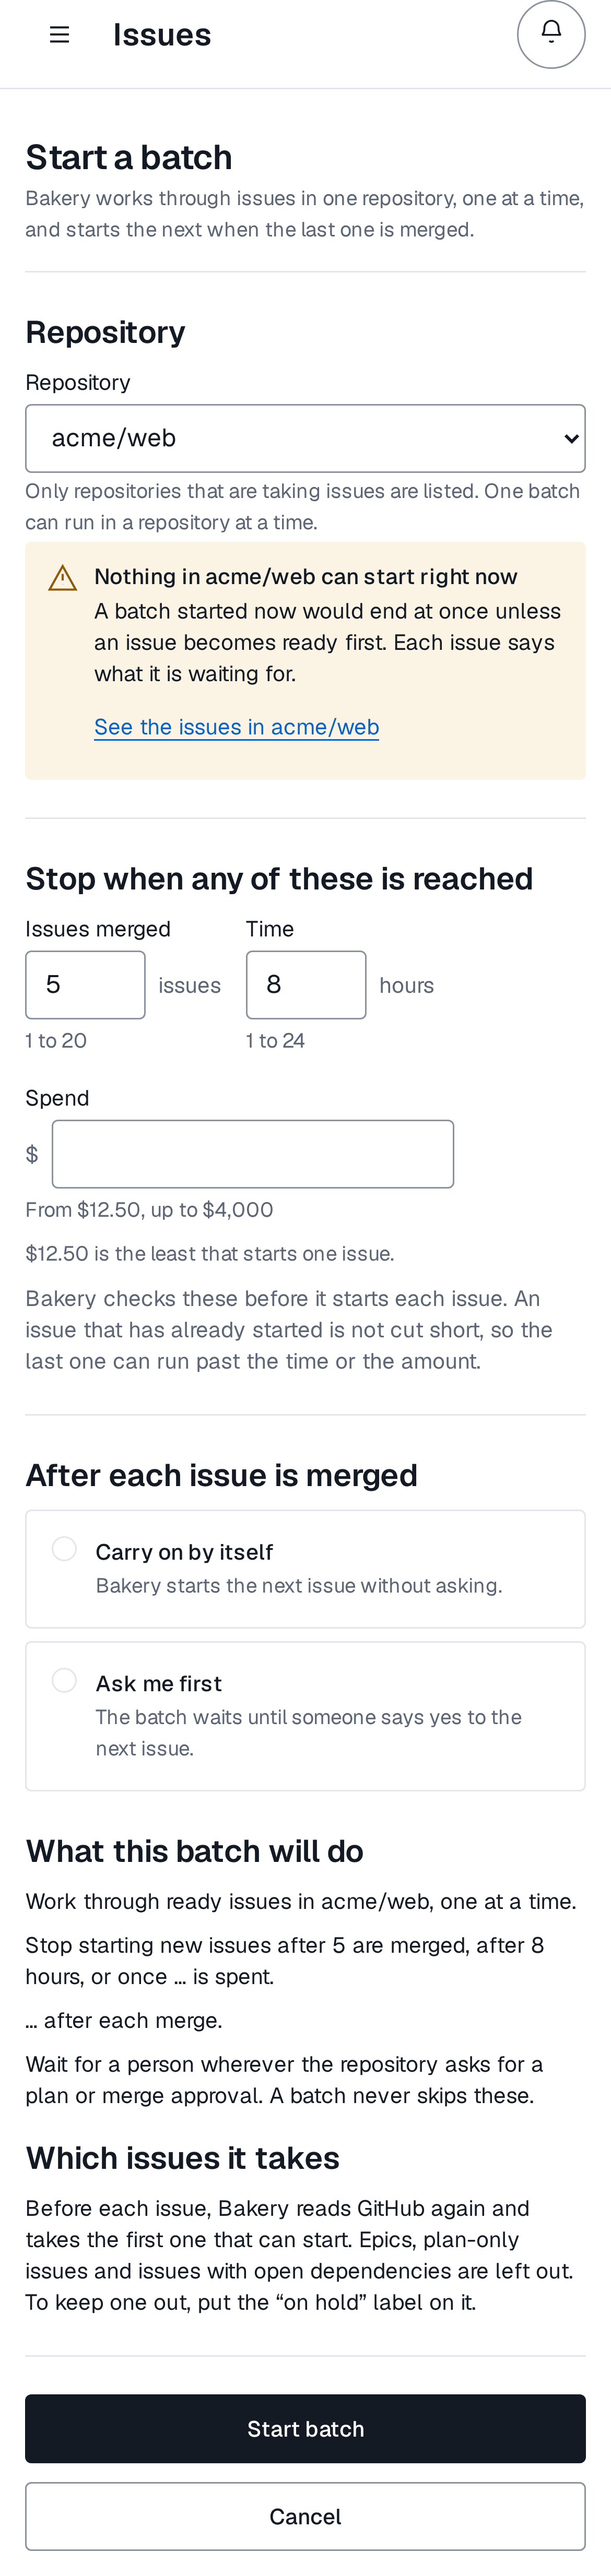 Issues
Start a batch
Bakery works through issues in one repository, one at a time,
and starts the next when the last one is merged.
Repository
Repository
acme/web
Only repositories that are taking issues are listed. One batch
can run in a repository at a time.
Nothing in acme/web can start right now
A batch started now would end at once unless
an issue becomes ready first. Each issue says
what it is waiting for.
See the issues in acme/web
Stop when any of these is reached
Issues merged
Time
5 issues
8 hours
1 to 20
1 to 24
Spend
$
From $12.50, up to $4,000
$12.50 is the least that starts one issue.
Bakery checks these before it starts each issue. An
issue that has already started is not cut short, so the
last one can run past the time or the amount.
After each issue is merged
Carry on by itself
Bakery starts the next issue without asking.
Ask me first
The batch waits until someone says yes to the
next issue.
What this batch will do
Work through ready issues in acme/web, one at a time.
Stop starting new issues after 5 are merged, after 8
hours, or once … is spent.
… after each merge.
Wait for a person wherever the repository asks for a
plan or merge approval. A batch never skips these.
Which issues it takes
Before each issue, Bakery reads GitHub again and
takes the first one that can start. Epics, plan-only
issues and issues with open dependencies are left out.
To keep one out, put the “on hold” label on it.
Start batch
Cancel